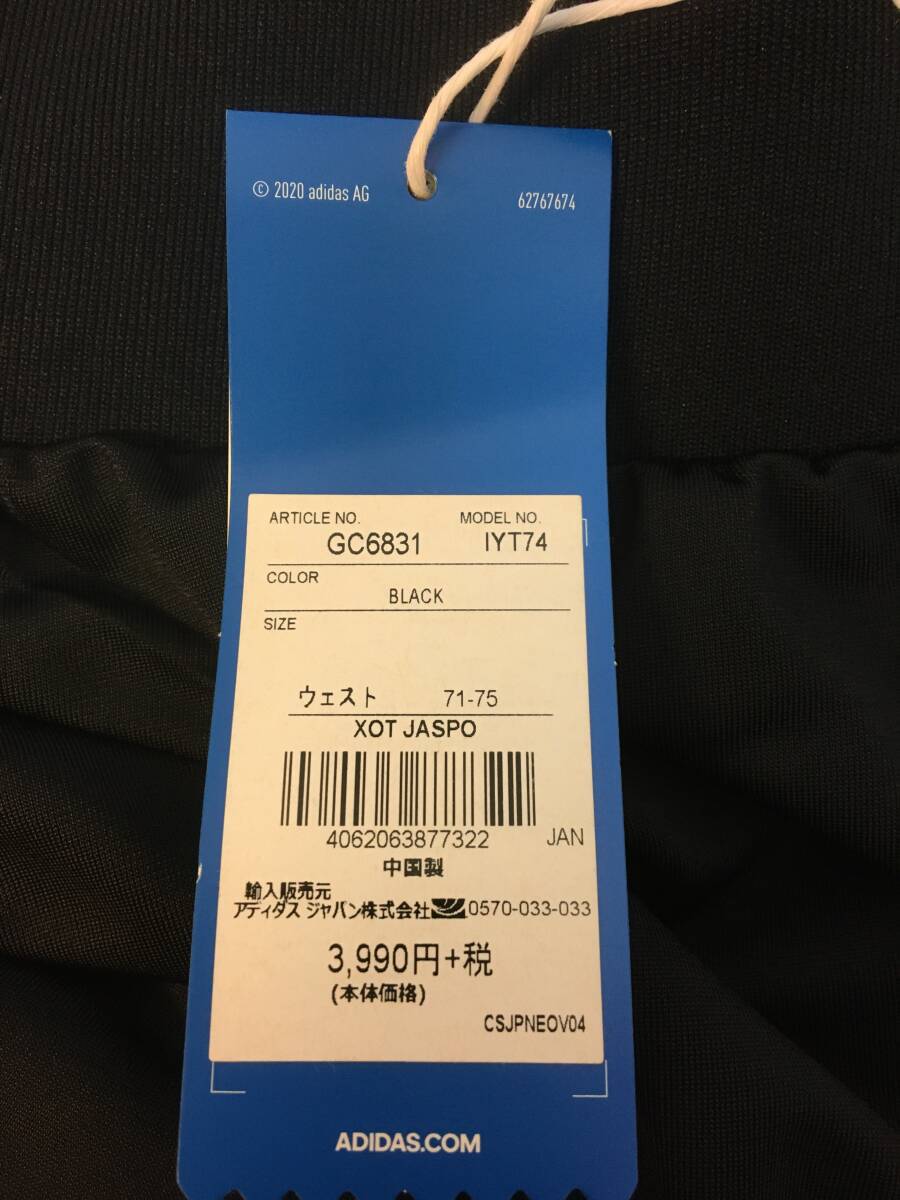 © 2020 adidas AG 62767674
ARTICLE NO. MODEL NO.
GC6831 IYT74
COLOR
BLACK
SIZE
ウェスト 71-75
XOT JASPO
4062063877322 JAN
中国製
輸入販売元
アディダス ジャパン株式会社 0570-033-033
3,990円+税
(本体価格)
CSJPNEOV04
ADIDAS.COM